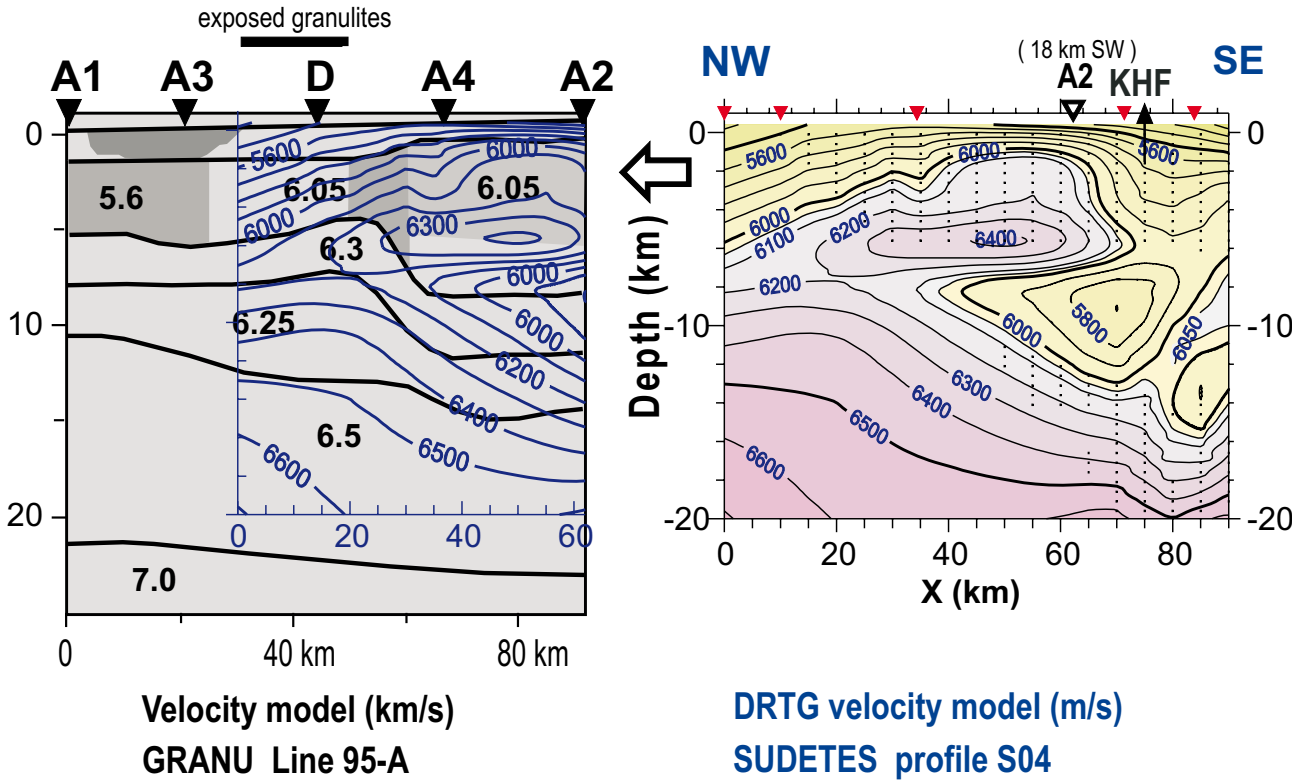 exposed granulites
A1 A3 D A4 A2
0
10
20
5600
6000
5.6
6.05
6.05
6000
6300
6.3
6000
6.25
6000
6200
6400
6.5
6500
6600
0 20 40 60
7.0
0 40 km 80 km
Velocity model (km/s)
GRANU Line 95-A
( 18 km SW )
NW A2 KHF SE
Depth (km)
0 0
-10 -10
-20 -20
5600
6000
5600
6000
6100
6200
6400
6200
6000
5800
6050
6300
6400
6500
6600
0 20 40 60 80
X (km)
DRTG velocity model (m/s)
SUDETES profile S04